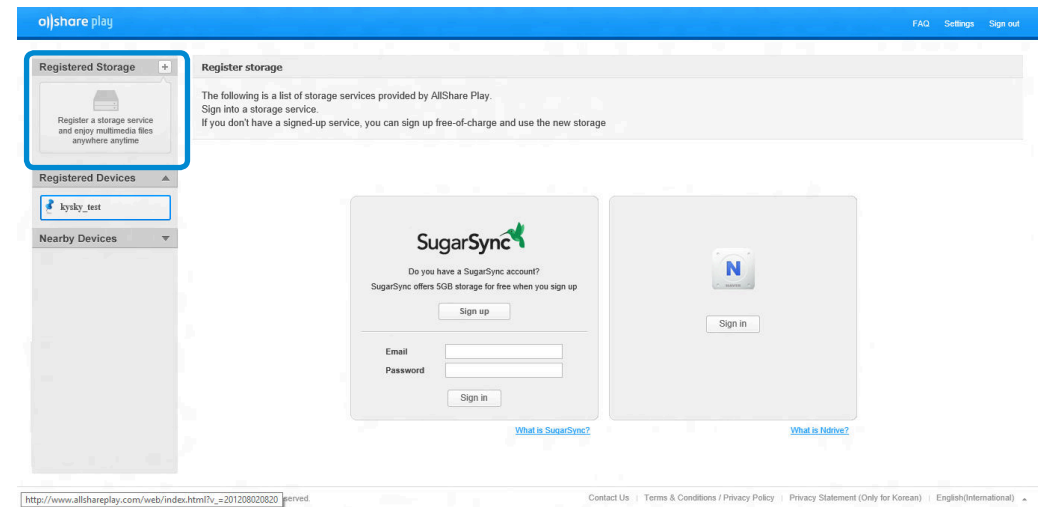 allshare play
FAQ Settings Sign out
Registered Storage +
Register a storage service
and enjoy multimedia files
anywhere anytime
Registered Devices
kysky_test
Nearby Devices
Register storage
The following is a list of storage services provided by AllShare Play.
Sign into a storage service.
If you don't have a signed-up service, you can sign up free-of-charge and use the new storage
SugarSync
Do you have a SugarSync account?
SugarSync offers 5GB storage for free when you sign up
Sign up
Email
Password
Sign in
What is SugarSync?
N
Sign in
What is Ndrive?
http://www.allshareplay.com/web/index.html?v_=201208020820
served.
Contact Us | Terms & Conditions / Privacy Policy | Privacy Statement (Only for Korean) | English(International)